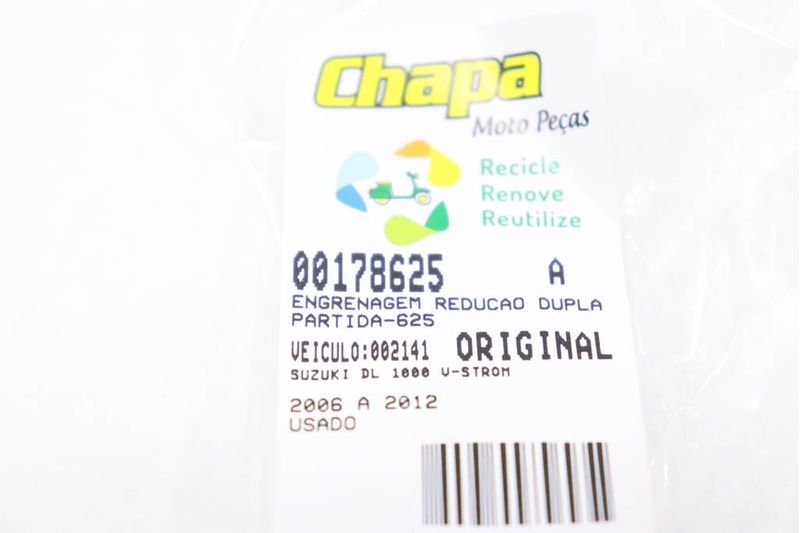 Chapa
Moto Peças
Recicle
Renove
Reutilize
00178625 A
ENGRENAGEM REDUCAO DUPLA
PARTIDA-625
VEICULO:002141 ORIGINAL
SUZUKI DL 1000 V-STROM
2006 A 2012
USADO